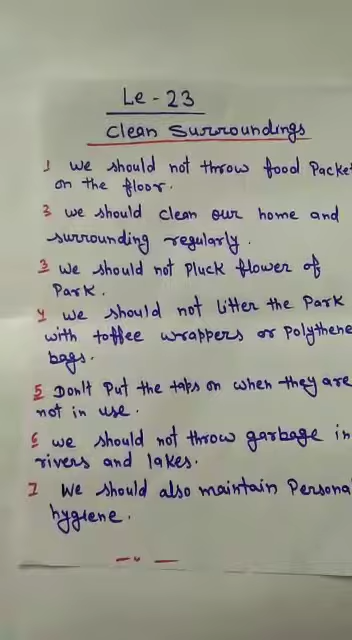 Le - 23
Clean Surroundings
1 We should not throw food Packe
on the floor.
3 we should clean our home and
surrounding regularly.
3 We should not Pluck flower of
Park.
4 We should not litter the Park
with toffee wrappers or Polythene
bags.
5 Don't Put the taps on when they are
not in use.
6 we should not throw garbage in
rivers and lakes.
7 We should also maintain Persona
hygiene.